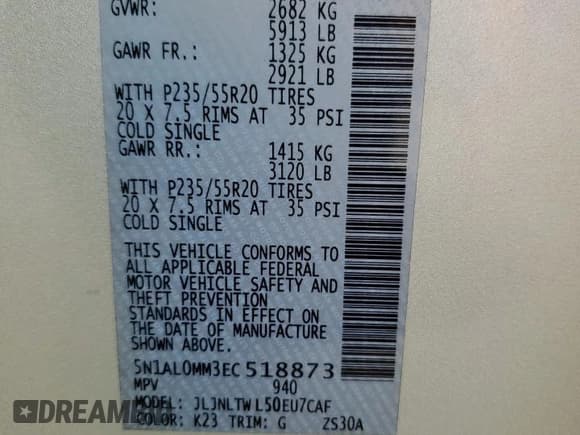 GVWR: 2682 KG
5913 LB
GAWR FR.: 1325 KG
2921 LB
WITH P235/55R20 TIRES
20 X 7.5 RIMS AT 35 PSI
COLD SINGLE
GAWR RR.: 1415 KG
3120 LB
WITH P235/55R20 TIRES
20 X 7.5 RIMS AT 35 PSI
COLD SINGLE
THIS VEHICLE CONFORMS TO
ALL APPLICABLE FEDERAL
MOTOR VEHICLE SAFETY AND
THEFT PREVENTION
STANDARDS IN EFFECT ON
THE DATE OF MANUFACTURE
SHOWN ABOVE.
5N1AL0MM3EC518873
MPV 940
MODEL: JLJNLTWL50EU7CAF
COLOR: K23 TRIM: G ZS30A
DREAMBID.COM